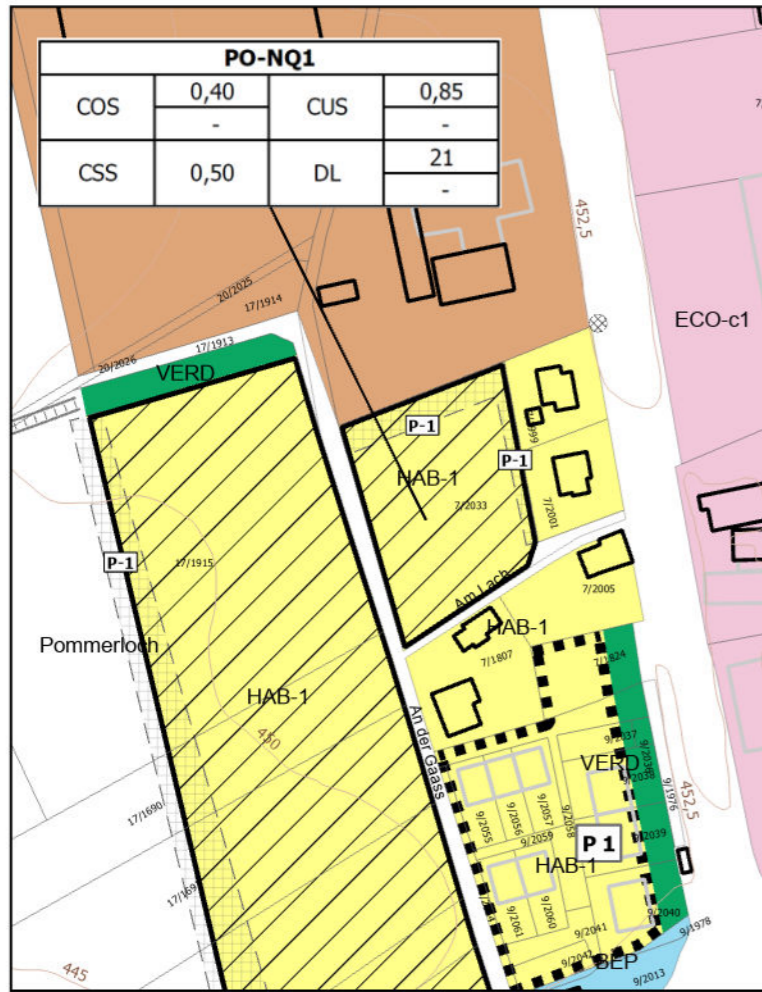 PO-NQ1
COS 0,40 CUS 0,85
- -
CSS 0,50 DL 21
-
452,5
ECO-c1
20/2025
17/1914
17/1913
20/2026
VERD
P-1
HAB-1
P-1
7/2033
7/2001
P-1
17/1915
Am Lach
7/2005
HAB-1
Pommerloch
7/1807
7/1824
HAB-1
450
An der Gaass
9/2037
VERD
9/2038
9/1976
452,5
9/2055
9/2056
9/2057
9/2058
9/2059
9/2039
P 1
HAB-1
17/1690
9/2061
9/2060
9/2040
9/2041
9/1978
9/2042
BEP
9/2013
445